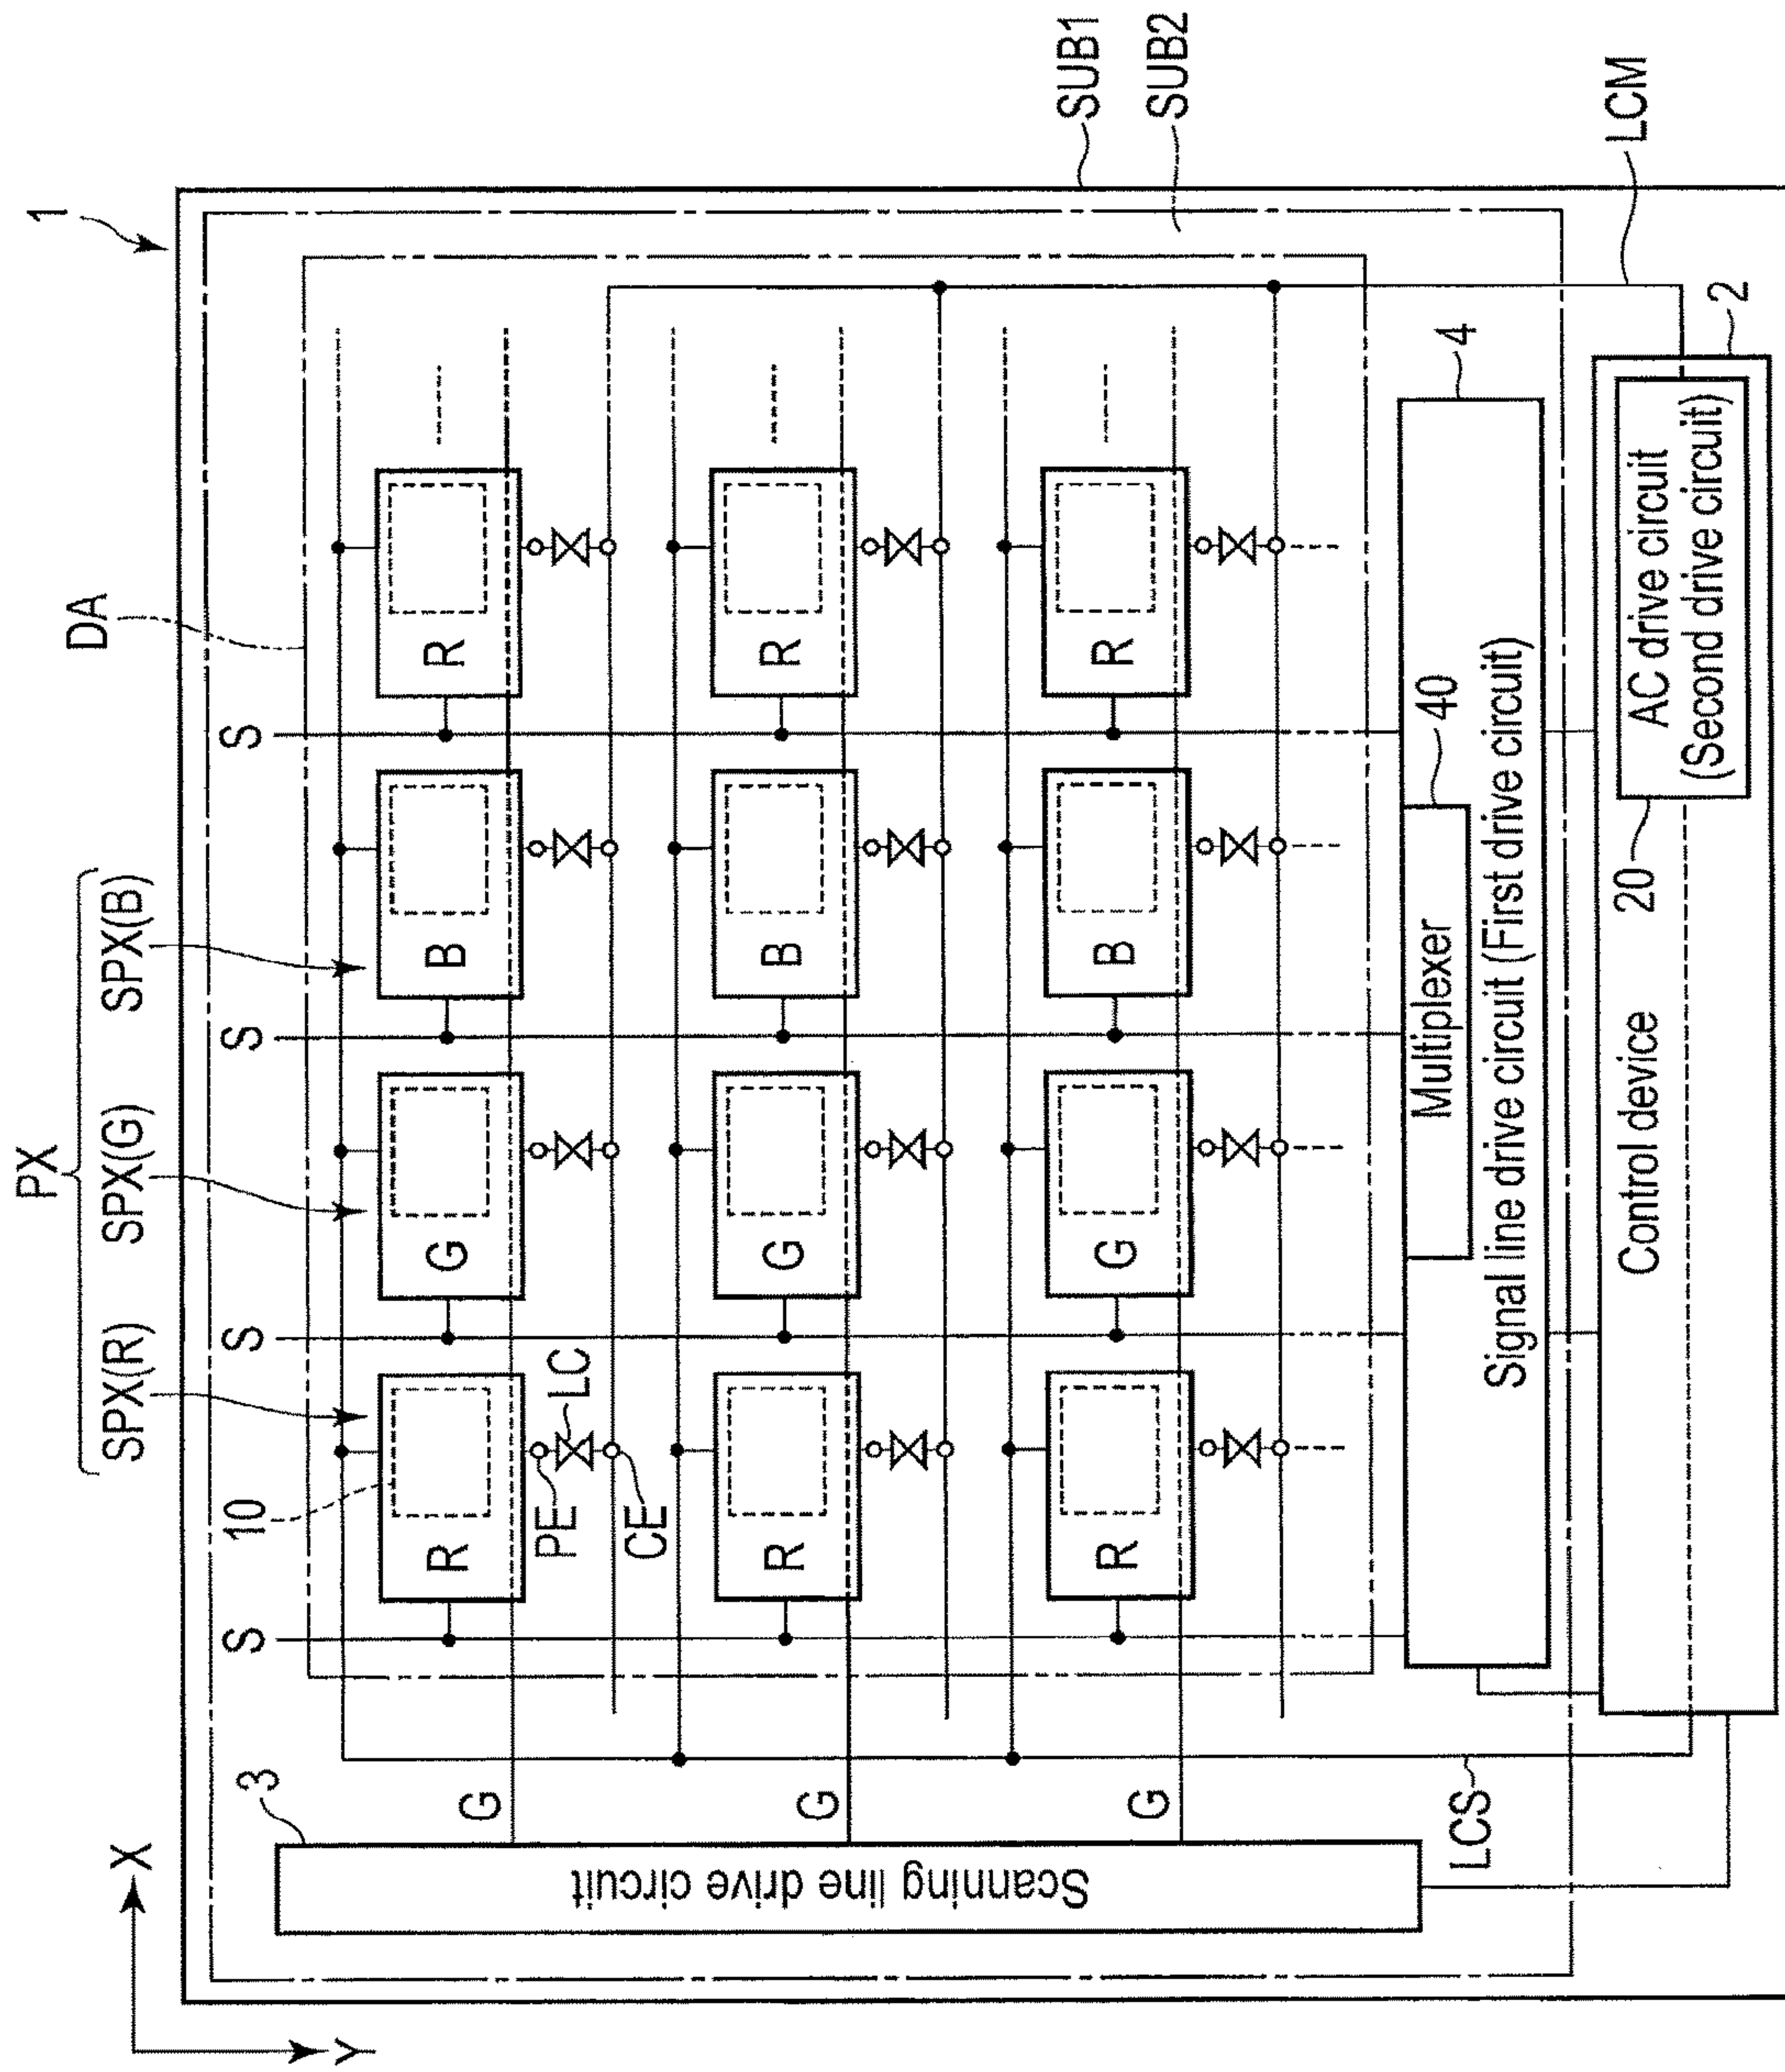 X
Y
1
DA
PX
SPX(R) SPX(G) SPX(B)
SUB1
SUB2
LCM
S S S S
10
R G B R
PE LC
CE
R G B R
R G B R
3
Scanning line drive circuit
G
G
G
LCS
4
Multiplexer 40
Signal line drive circuit (First drive circuit)
2
Control device
20
AC drive circuit
(Second drive circuit)